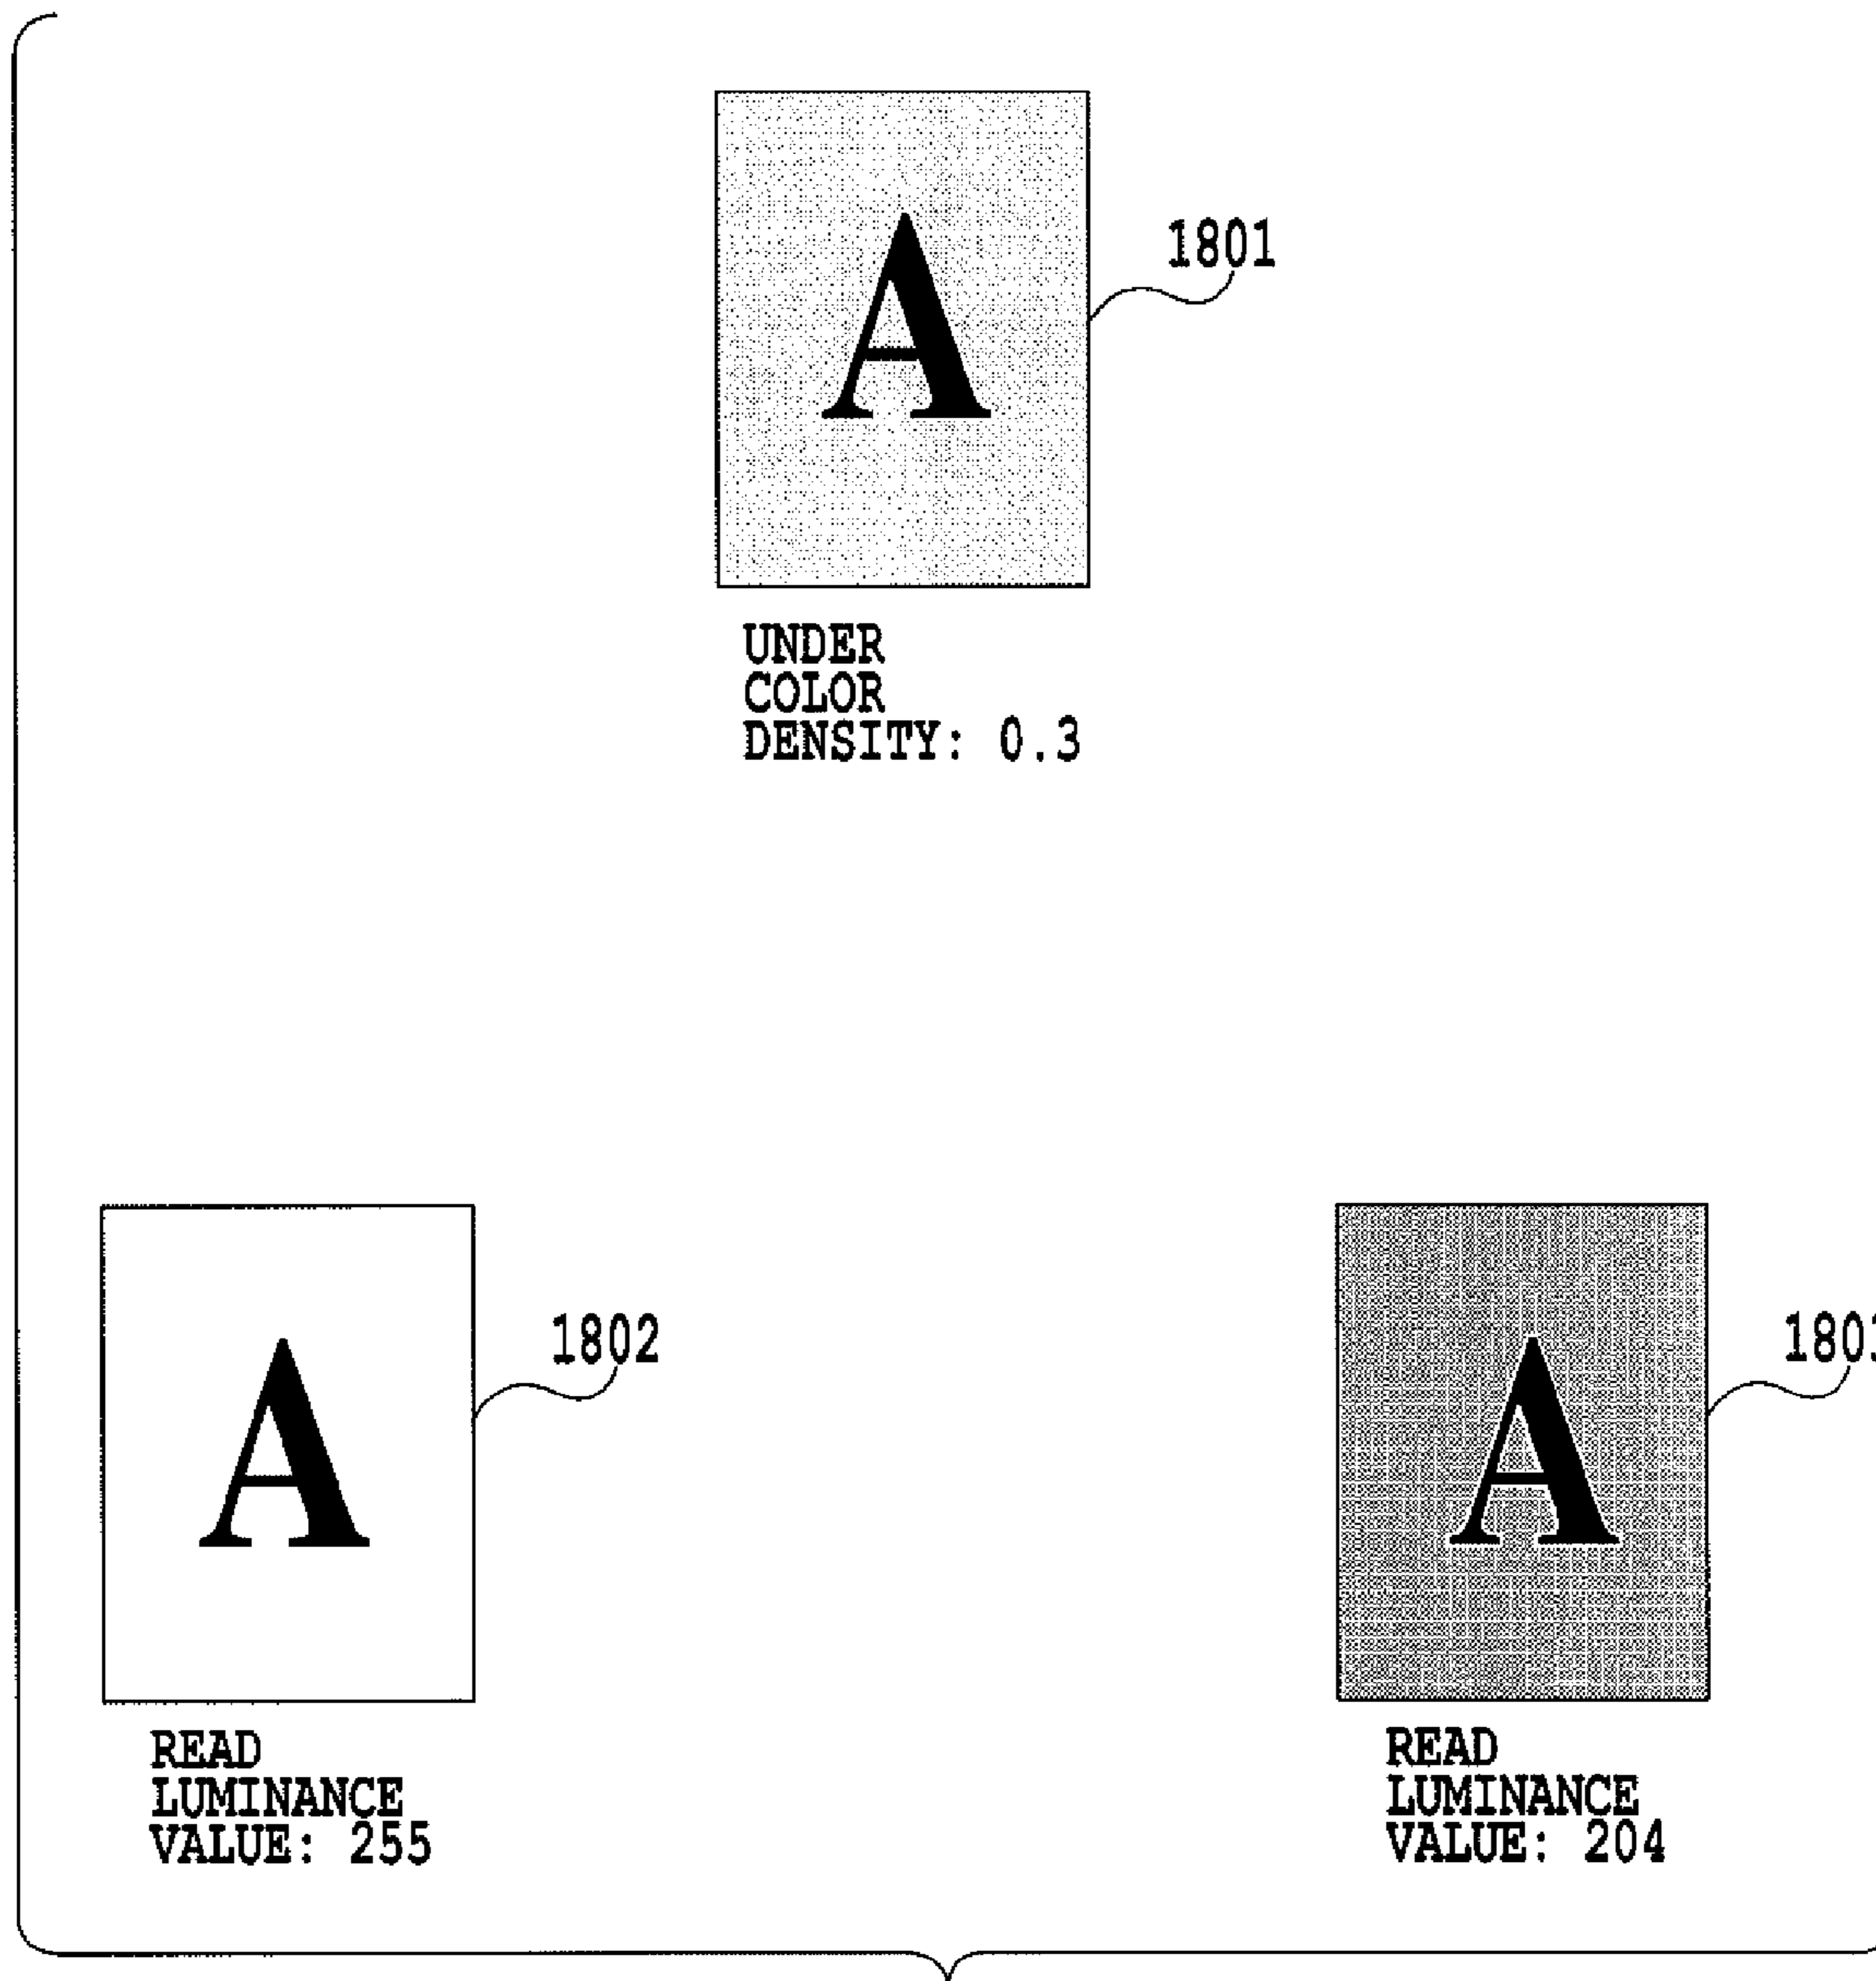 A
1801
UNDER
COLOR
DENSITY: 0.3
A
1802
A
READ
LUMINANCE
VALUE: 255
READ
LUMINANCE
VALUE: 204